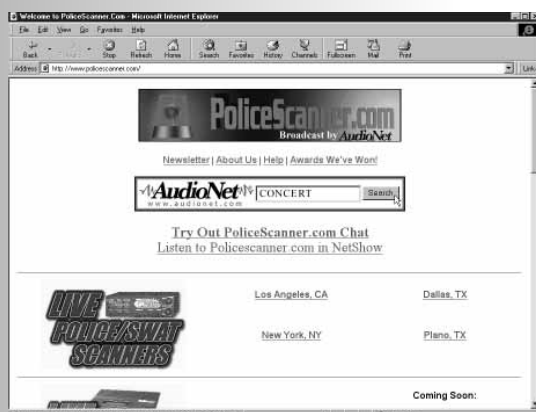 Welcome to PoliceScanner.Com - Microsoft Internet Explorer
File Edit View Go Favorites Help
Back Stop Refresh Home Search Favorites History Channels Fullscreen Mail Print
Address http://www.policescanner.com/ Links
PoliceScanner.com
Broadcast by AudioNet
Newsletter | About Us | Help | Awards We've Won!
AudioNet CONCERT Search
www.audionet.com
Try Out PoliceScanner.com Chat
Listen to Policescanner.com in NetShow
LIVE
POLICE/SWAT
SCANNERS
Los Angeles, CA Dallas, TX
New York, NY Plano, TX
Coming Soon: